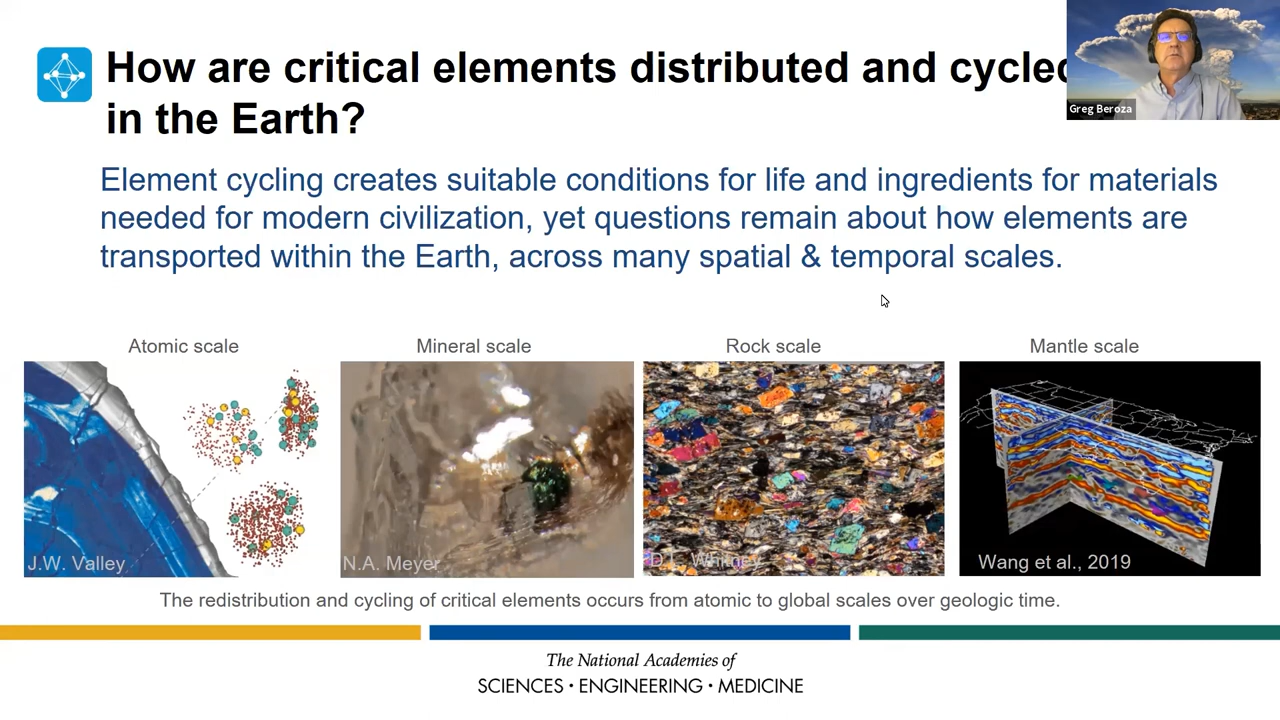 How are critical elements distributed and cycled
in the Earth?
Greg Beroza
Element cycling creates suitable conditions for life and ingredients for materials
needed for modern civilization, yet questions remain about how elements are
transported within the Earth, across many spatial & temporal scales.
Atomic scale
Mineral scale
Rock scale
Mantle scale
J.W. Valley
N.A. Meyer
D.L. Whitney
Wang et al., 2019
The redistribution and cycling of critical elements occurs from atomic to global scales over geologic time.
The National Academies of
SCIENCES · ENGINEERING · MEDICINE